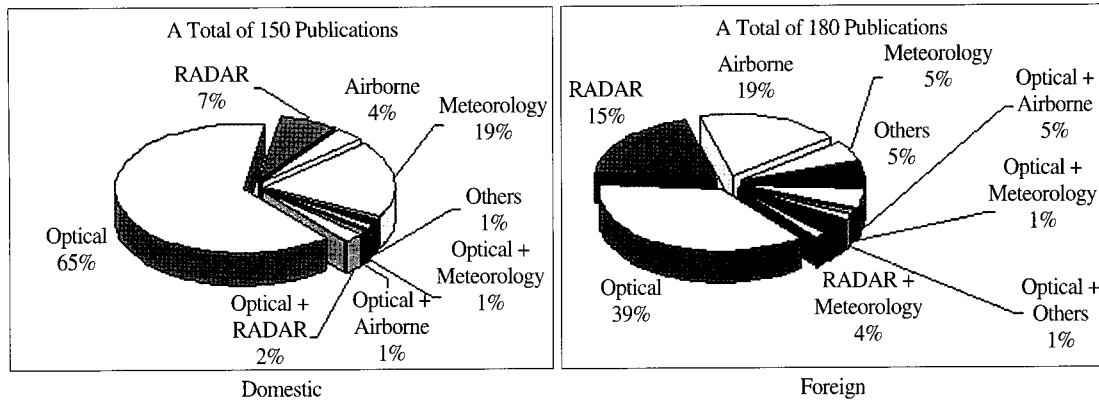 A Total of 150 Publications
RADAR
7%
Airborne
4%
Meteorology
19%
Others
1%
Optical +
Meteorology
1%
Optical +
Airborne
1%
Optical +
RADAR
2%
Optical
65%
Domestic
A Total of 180 Publications
RADAR
15%
Airborne
19%
Meteorology
5%
Others
5%
Optical +
Airborne
5%
Optical +
Meteorology
1%
Optical +
Others
1%
RADAR +
Meteorology
4%
Optical
39%
Foreign